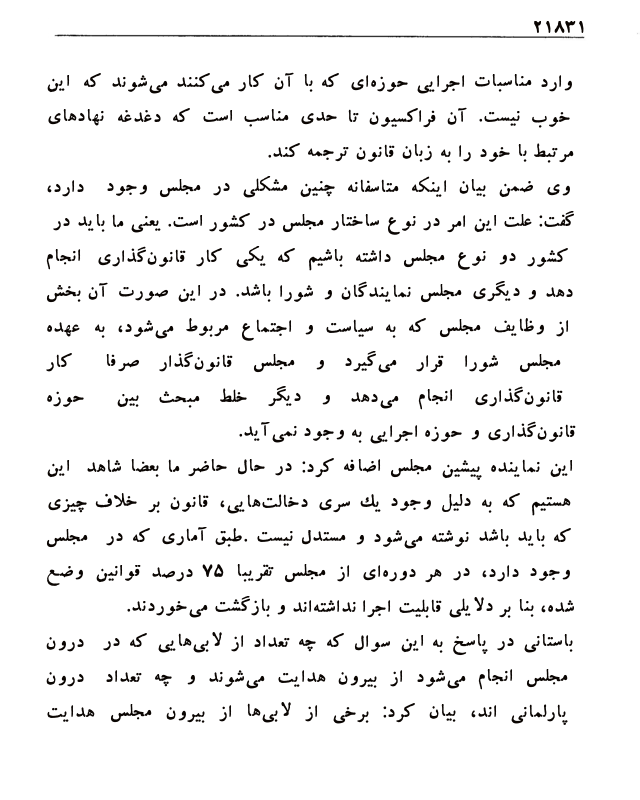 ۲۱۸۳۱
وارد مناسبات اجرایی حوزه‌ای که با آن کار می‌کنند می‌شوند که این
خوب نیست. آن فراکسیون تا حدی مناسب است که دغدغه نهادهای
مرتبط با خود را به زبان قانون ترجمه کند.
وی ضمن بیان اینکه متاسفانه چنین مشکلی در مجلس وجود دارد،
گفت: علت این امر در نوع ساختار مجلس در کشور است. یعنی ما باید در
کشور دو نوع مجلس داشته باشیم که یکی کار قانون‌گذاری انجام
دهد و دیگری مجلس نمایندگان و شورا باشد. در این صورت آن بخش
از وظایف مجلس که به سیاست و اجتماع مربوط می‌شود، به عهده
مجلس شورا قرار می‌گیرد و مجلس قانون‌گذار صرفا کار
قانون‌گذاری انجام می‌دهد و دیگر خلط مبحث بین حوزه
قانون‌گذاری و حوزه اجرایی به وجود نمی‌آید.
این نماینده پیشین مجلس اضافه کرد: در حال حاضر ما بعضا شاهد این
هستیم که به دلیل وجود یك سری دخالت‌هایی، قانون بر خلاف چیزی
که باید باشد نوشته می‌شود و مستدل نیست .طبق آماری که در مجلس
وجود دارد، در هر دوره‌ای از مجلس تقریبا ۷۵ درصد قوانین وضع
شده، بنا بر دلایلی قابلیت اجرا نداشته‌اند و بازگشت می‌خوردند.
باستانی در پاسخ به این سوال که چه تعداد از لابی‌هایی که در درون
مجلس انجام می‌شود از بیرون هدایت می‌شوند و چه تعداد درون
پارلمانی اند، بیان کرد: برخی از لابی‌ها از بیرون مجلس هدایت